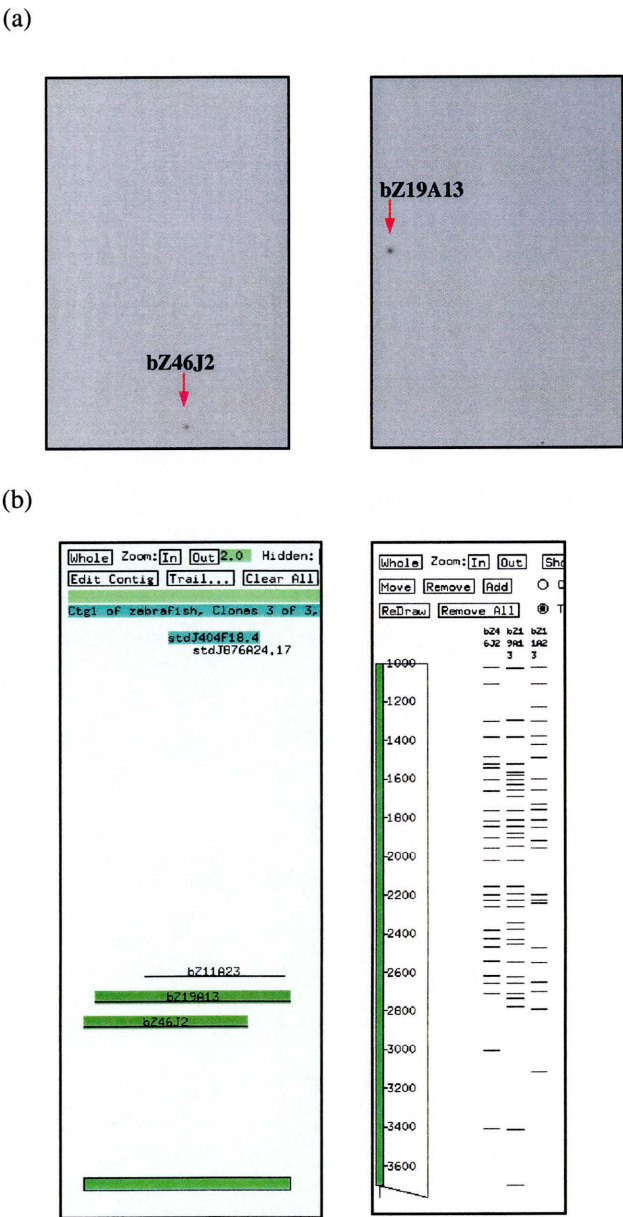 (a)
bZ19A13
bZ46J2
(b)
Whole Zoom: In Out 2.0 Hidden:
Edit Contig Trail... Clear All
Ctg1 of zebrafish, Clones 3 of 3,
stdJ404F18.4
stdJ876A24.17
bZ11A23
bZ19A13
bZ46J2
Whole Zoom: In Out
Move Remove Add
ReDraw Remove All T
bZ4 bZ1 bZ1
6J2 9A1 1A2
3 3
1000
1200
1400
1600
1800
2000
2200
2400
2600
2800
3000
3200
3400
3600